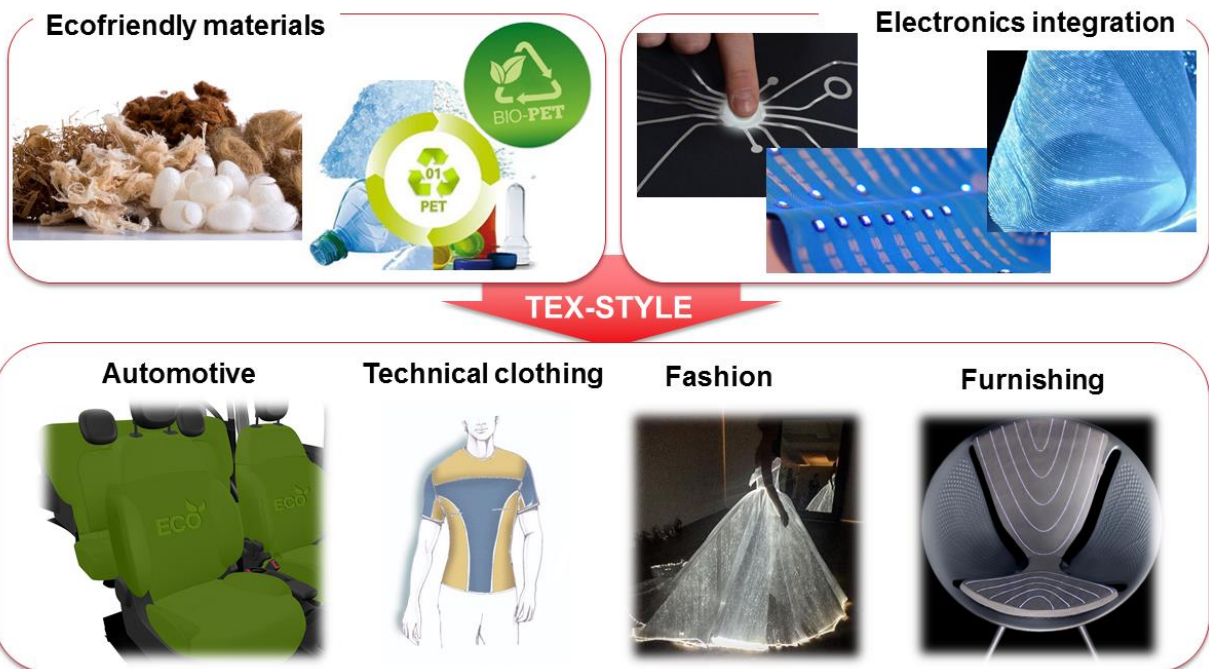 Ecofriendly materials
Electronics integration
BIO-PET
01
PET
TEX-STYLE
Automotive
Technical clothing
Fashion
Furnishing
ECO
ECO